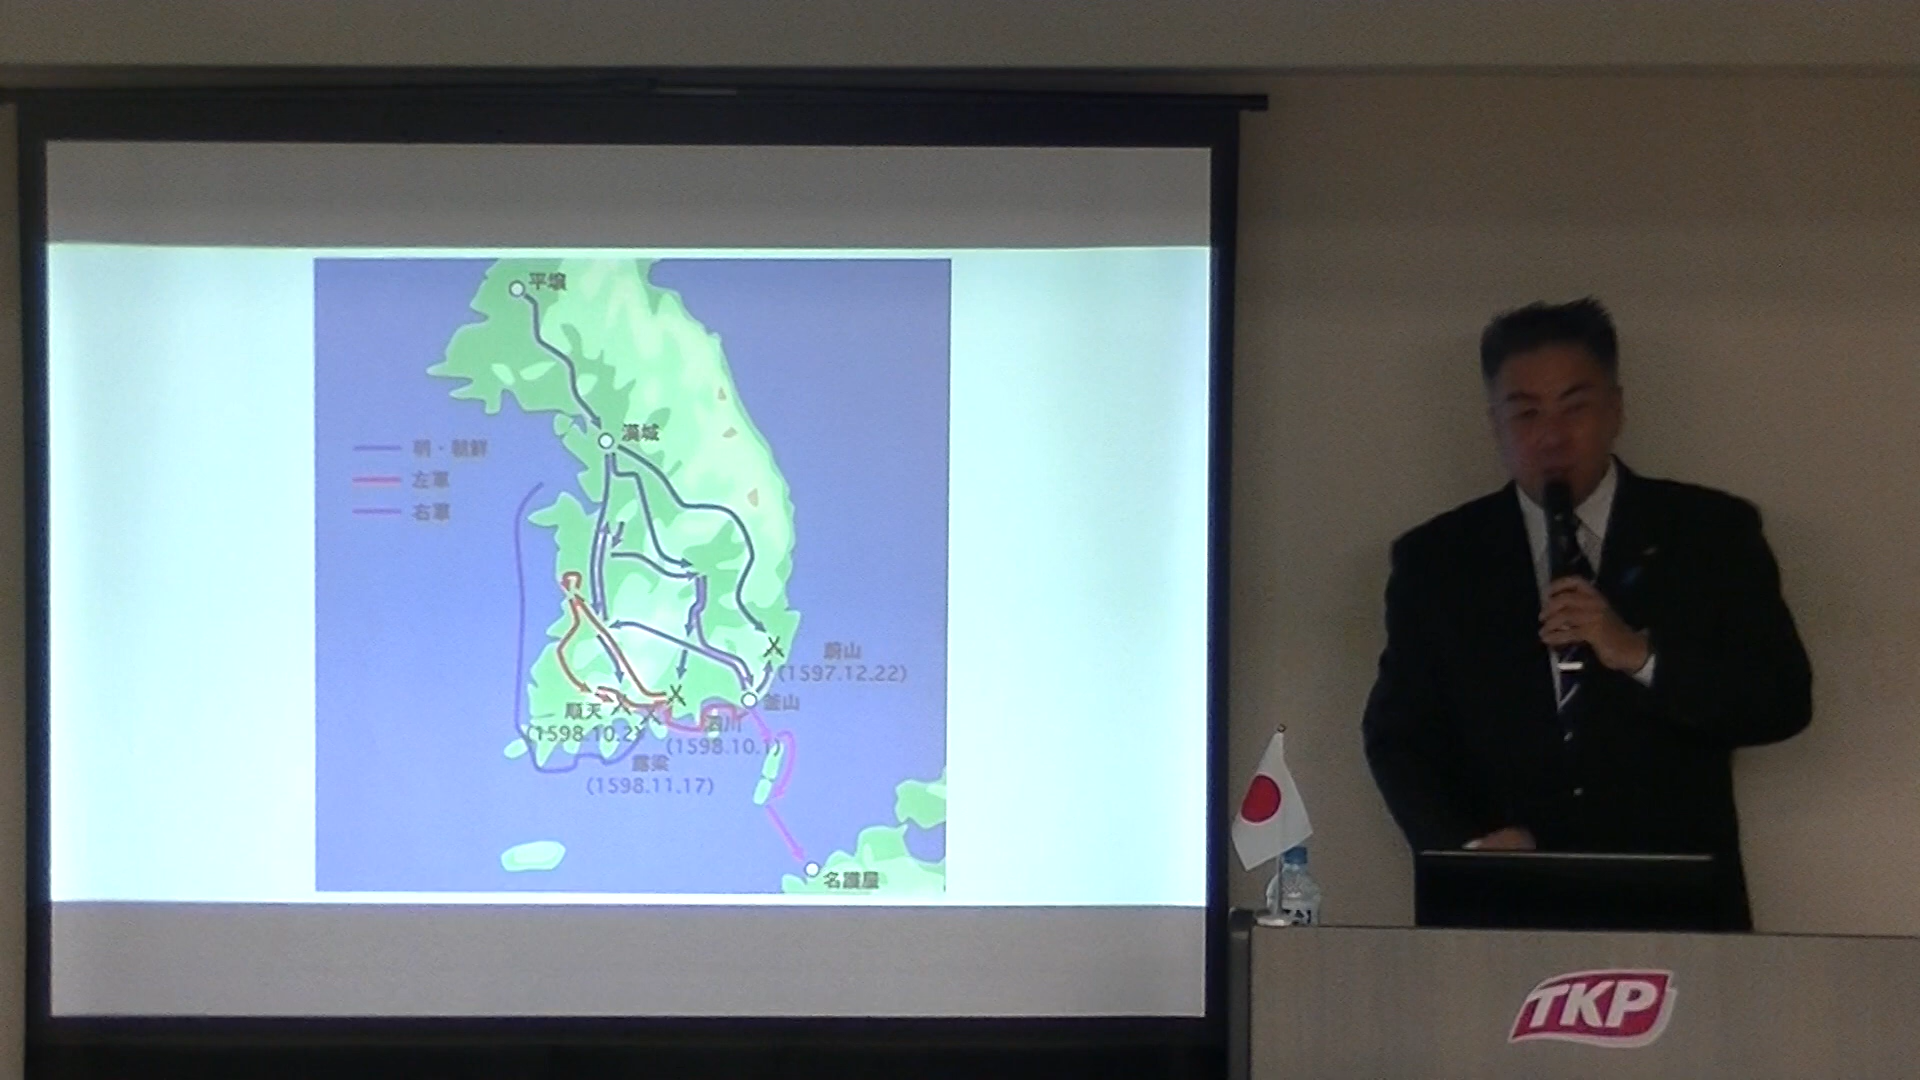 平壌
漢城
明・朝鮮
左軍
右軍
蔚山
(1597.12.22)
釜山
順天
(1598.10.2)
泗川
(1598.10.1)
露梁
(1598.11.17)
名護屋
TKP